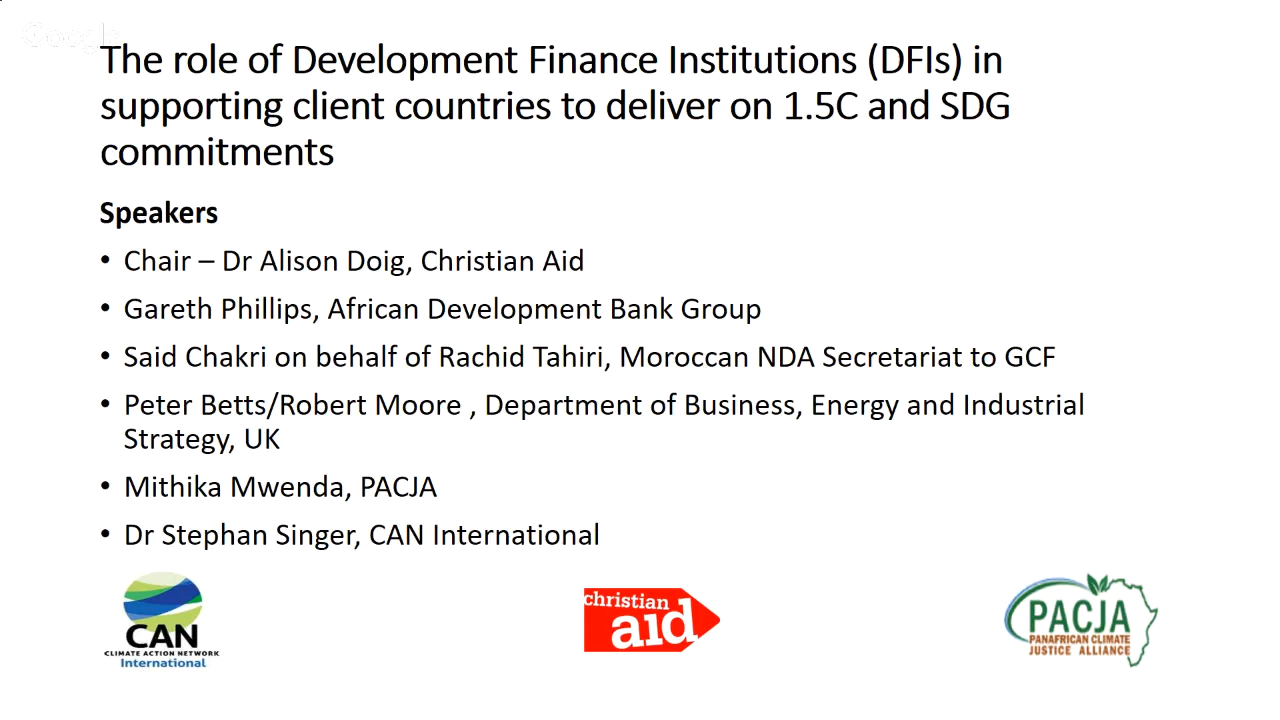 Google
The role of Development Finance Institutions (DFIs) in
supporting client countries to deliver on 1.5C and SDG
commitments
Speakers
• Chair – Dr Alison Doig, Christian Aid
• Gareth Phillips, African Development Bank Group
• Said Chakri on behalf of Rachid Tahiri, Moroccan NDA Secretariat to GCF
• Peter Betts/Robert Moore , Department of Business, Energy and Industrial
Strategy, UK
• Mithika Mwenda, PACJA
• Dr Stephan Singer, CAN International
CAN
CLIMATE ACTION NETWORK
International
christian
aid
PACJA
PANAFRICAN CLIMATE
JUSTICE ALLIANCE